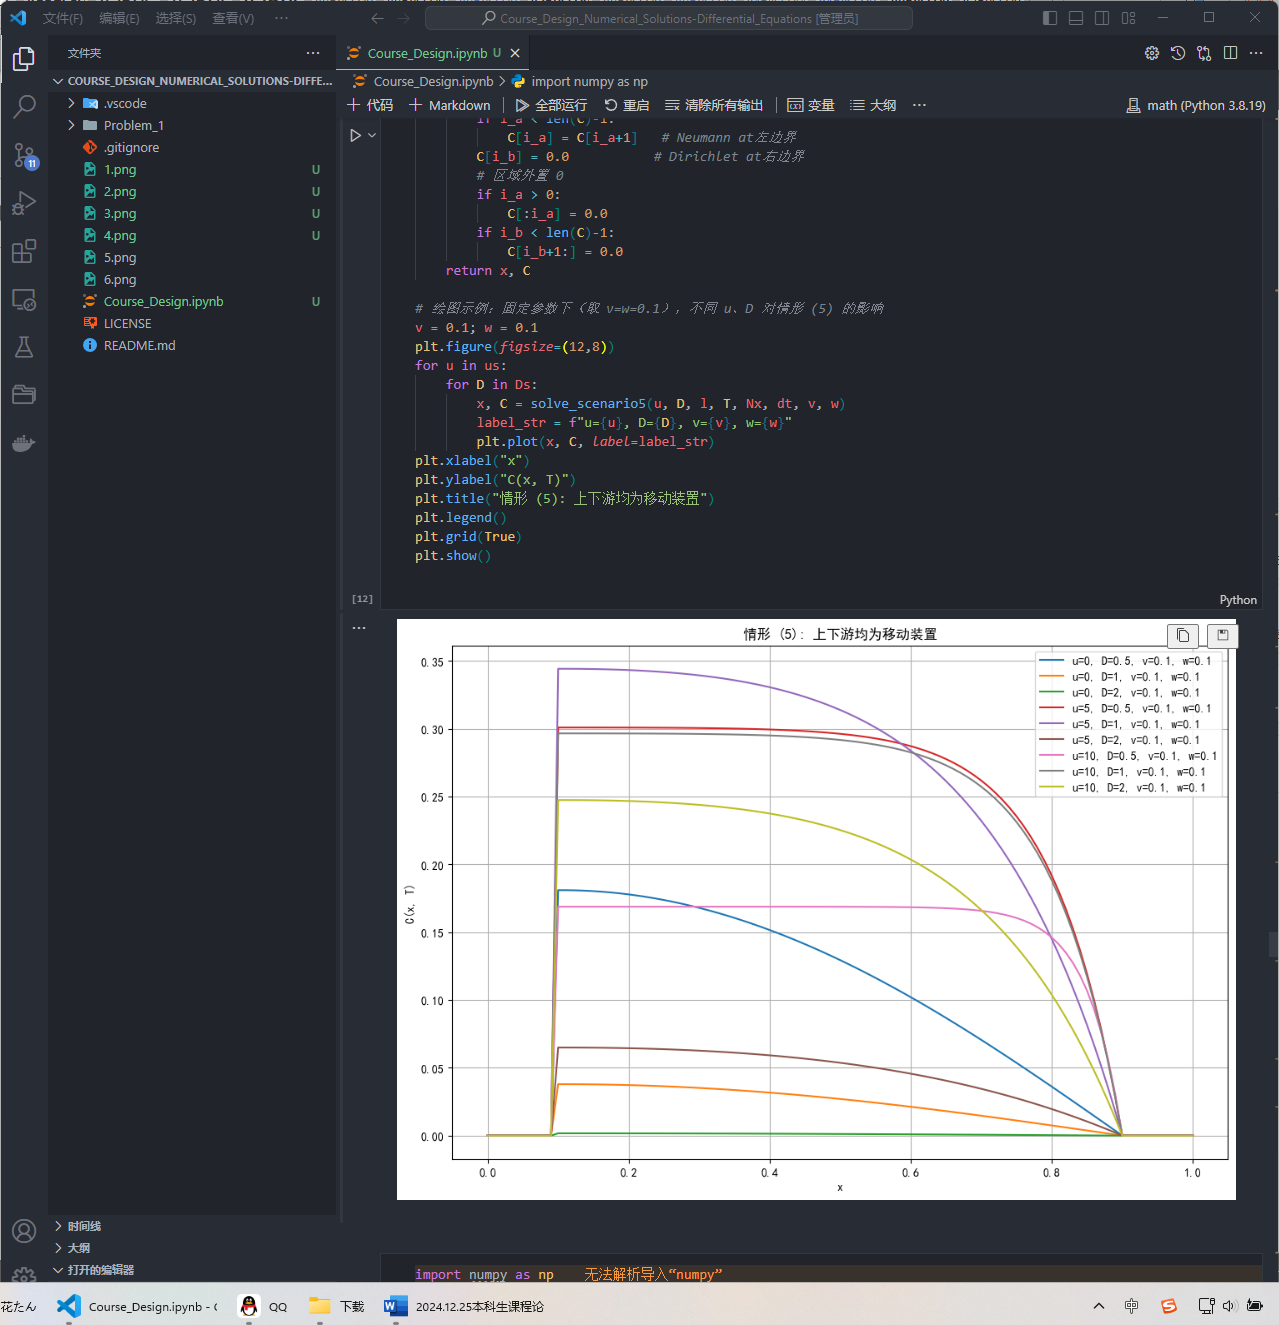 文件(F) 编辑(E) 选择(S) 查看(V) ··· Course_Design_Numerical_Solutions-Differential_Equations [管理员]
文件夹 ···
COURSE_DESIGN_NUMERICAL_SOLUTIONS-DIFFE...
.vscode
Problem_1
.gitignore
1.png U
2.png U
3.png U
4.png U
5.png
6.png
Course_Design.ipynb U
LICENSE
README.md
11
时间线
大纲
打开的编辑器
Course_Design.ipynb U
Course_Design.ipynb > import numpy as np
代码 Markdown 全部运行 重启 清除所有输出 变量 大纲 ··· math (Python 3.8.19)
if i_a < len(C)-1:
C[i_a] = C[i_a+1] # Neumann at左边界
C[i_b] = 0.0 # Dirichlet at右边界
# 区域外置 0
if i_a > 0:
C[:i_a] = 0.0
if i_b < len(C)-1:
C[i_b+1:] = 0.0
return x, C
# 绘图示例：固定参数下（取 v=w=0.1），不同 u、D 对情形 (5) 的影响
v = 0.1; w = 0.1
plt.figure(figsize=(12,8))
for u in us:
for D in Ds:
x, C = solve_scenario5(u, D, l, T, Nx, dt, v, w)
label_str = f"u={u}, D={D}, v={v}, w={w}"
plt.plot(x, C, label=label_str)
plt.xlabel("x")
plt.ylabel("C(x, T)")
plt.title("情形 (5): 上下游均为移动装置")
plt.legend()
plt.grid(True)
plt.show()
[12] Python
情形 (5): 上下游均为移动装置
u=0, D=0.5, v=0.1, w=0.1
u=0, D=1, v=0.1, w=0.1
u=0, D=2, v=0.1, w=0.1
u=5, D=0.5, v=0.1, w=0.1
u=5, D=1, v=0.1, w=0.1
u=5, D=2, v=0.1, w=0.1
u=10, D=0.5, v=0.1, w=0.1
u=10, D=1, v=0.1, w=0.1
u=10, D=2, v=0.1, w=0.1
0.35
0.30
0.25
0.20
0.15
0.10
0.05
0.00
C(x, T)
0.0 0.2 0.4 0.6 0.8 1.0
x
import numpy as np 无法解析导入“numpy”
花たん Course_Design.ipynb - QQ 下载 2024.12.25本科生课程论 中